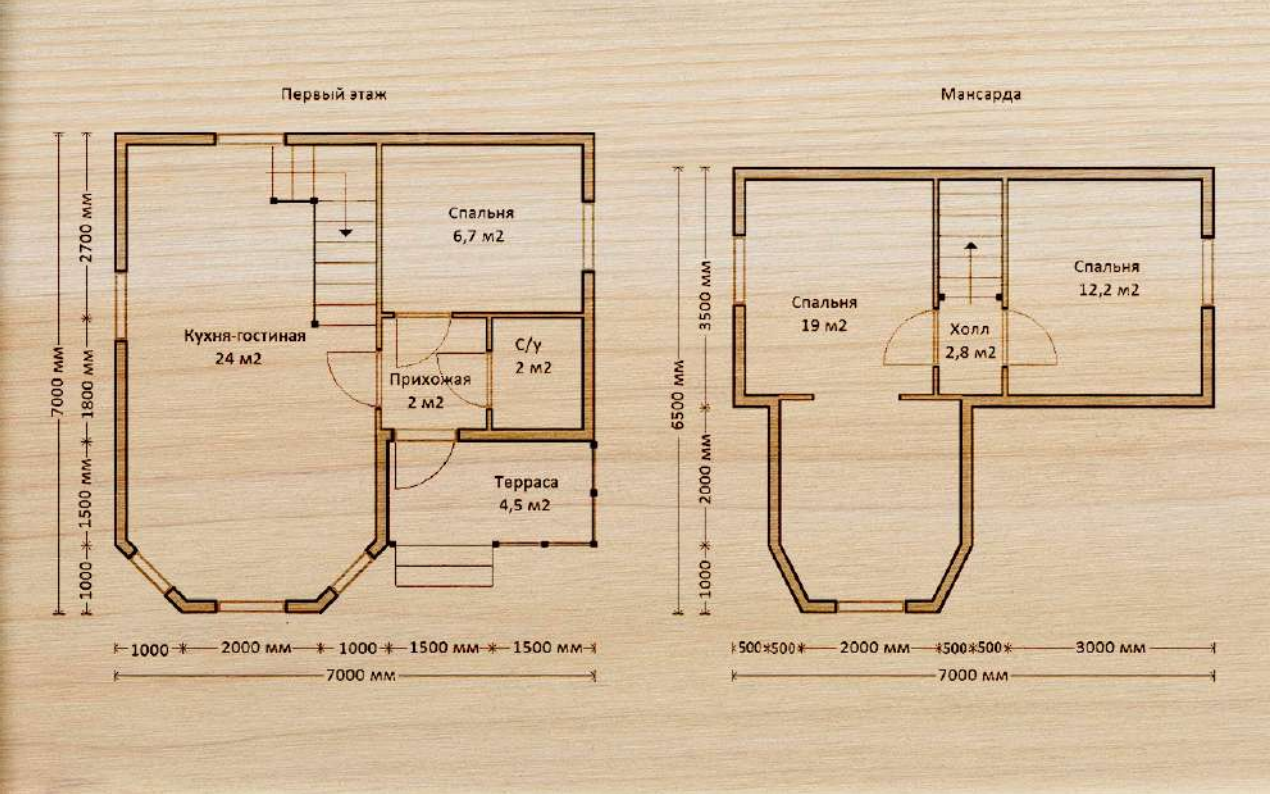 Первый этаж
Мансарда
Спальня
6,7 м2
Кухня-гостиная
24 м2
С/у
2 м2
Прихожая
2 м2
Терраса
4,5 м2
7000 мм
2700 мм
1800 мм
1500 мм
1000
1000
2000 мм
1000
1500 мм
1500 мм
7000 мм
Спальня
19 м2
Холл
2,8 м2
Спальня
12,2 м2
6500 мм
3500 мм
2000 мм
1000
500
500
2000 мм
500
500
3000 мм
7000 мм